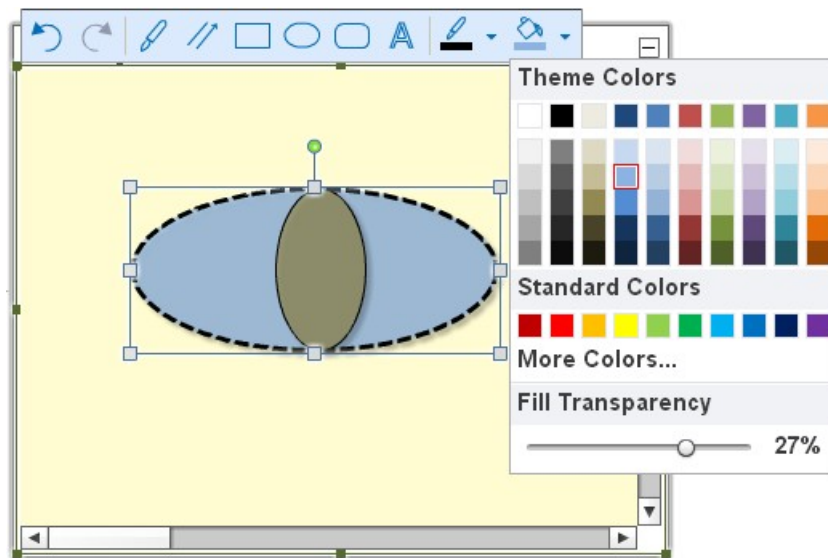 A
Theme Colors
Standard Colors
More Colors...
Fill Transparency
27%